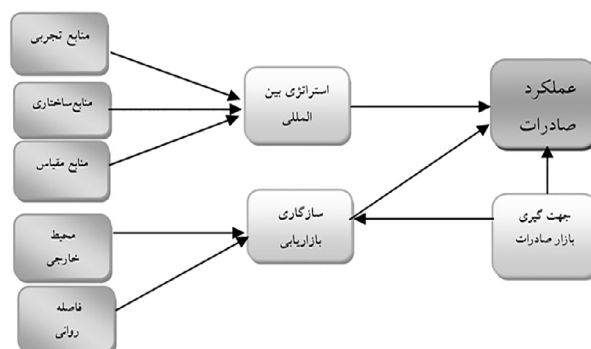 منابع تجربی
منابع‌ساختاری
منابع مقیاس
محیط
خارجی
فاصله
روانی
استراتژی بین
المللی
سازگاری
بازاریابی
عملکرد
صادرات
جهت گیری
بازار صادرات